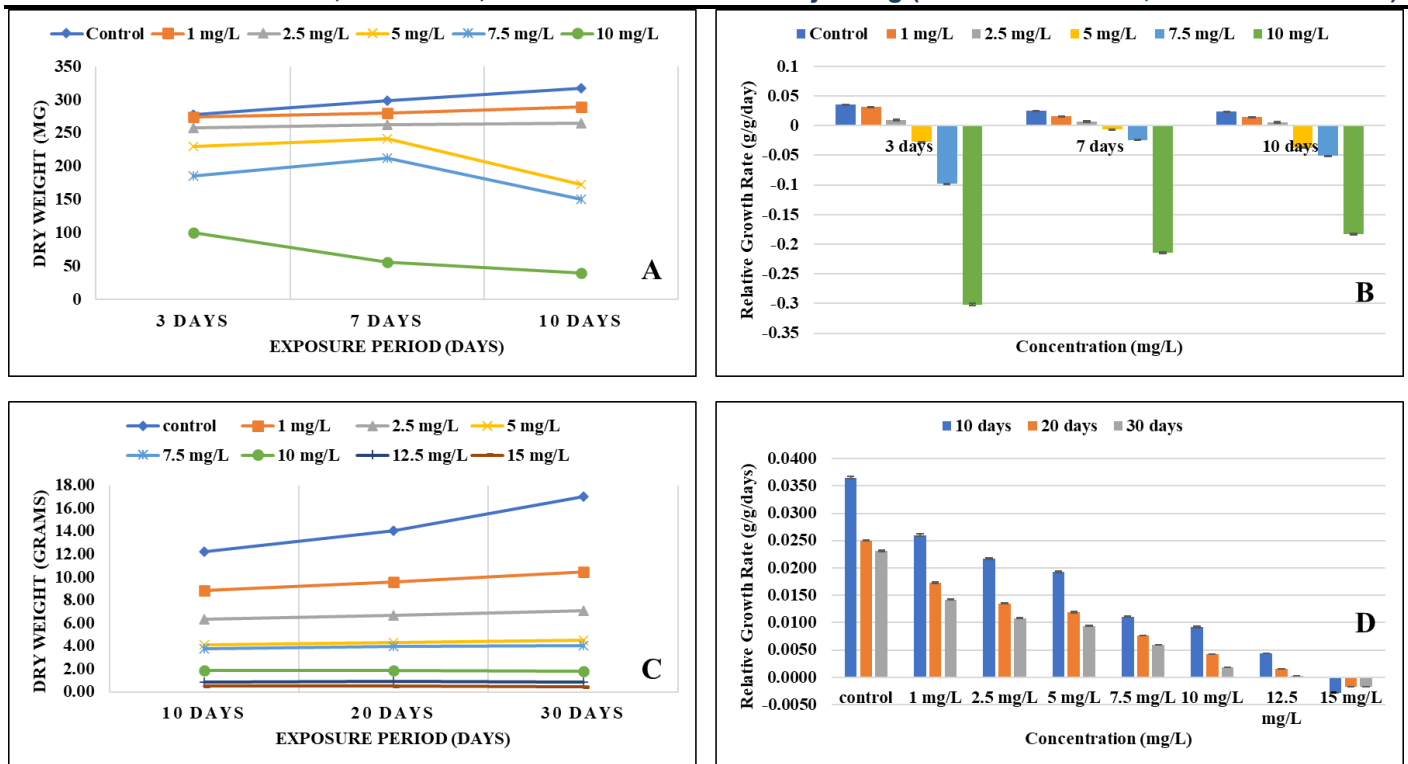 Control 1 mg/L 2.5 mg/L 5 mg/L 7.5 mg/L 10 mg/L
350
300
250
200
150
100
50
0
DRY WEIGHT (MG)
3 DAYS 7 DAYS 10 DAYS
EXPOSURE PERIOD (DAYS)
A
Control 1 mg/L 2.5 mg/L 5 mg/L 7.5 mg/L 10 mg/L
0.1
0.05
0
-0.05
-0.1
-0.15
-0.2
-0.25
-0.3
-0.35
Relative Growth Rate (g/g/day)
3 days 7 days 10 days
Concentration (mg/L)
B
control 1 mg/L 2.5 mg/L 5 mg/L
7.5 mg/L 10 mg/L 12.5 mg/L 15 mg/L
18.00
16.00
14.00
12.00
10.00
8.00
6.00
4.00
2.00
0.00
DRY WEIGHT (GRAMS)
10 DAYS 20 DAYS 30 DAYS
EXPOSURE PERIOD (DAYS)
C
10 days 20 days 30 days
0.0400
0.0350
0.0300
0.0250
0.0200
0.0150
0.0100
0.0050
0.0000
-0.0050
Relative Growth Rate (g/g/days)
control 1 mg/L 2.5 mg/L 5 mg/L 7.5 mg/L 10 mg/L 12.5 15 mg/L
mg/L
Concentration (mg/L)
D